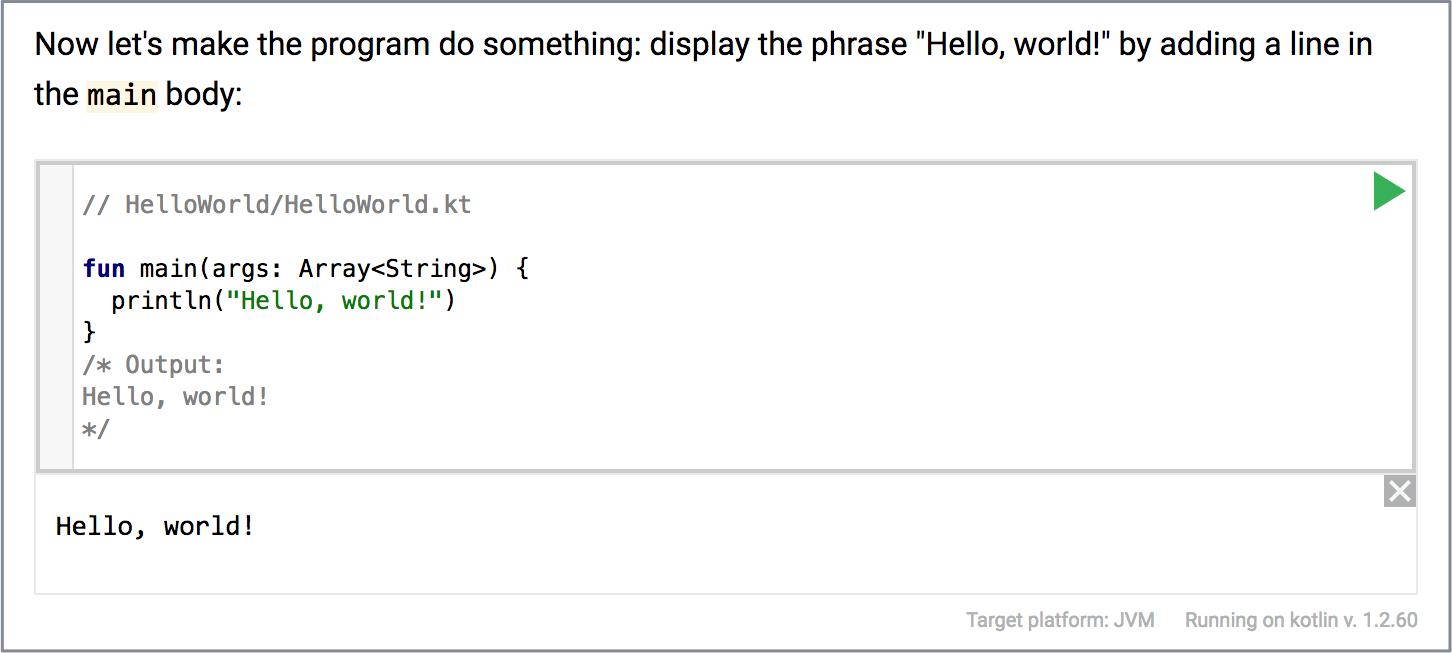 Now let's make the program do something: display the phrase "Hello, world!" by adding a line in
the main body:
// HelloWorld/HelloWorld.kt
fun main(args: Array<String>) {
  println("Hello, world!")
}
/* Output:
Hello, world!
*/
Hello, world!
Target platform: JVM Running on kotlin v. 1.2.60